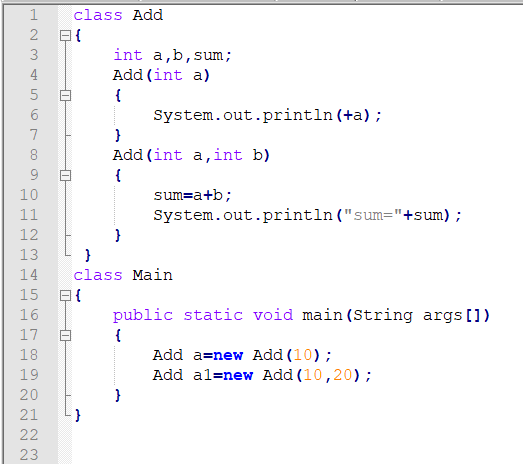 1 class Add
2 {
3 int a,b,sum;
4 Add(int a)
5 {
6 System.out.println(+a);
7 }
8 Add(int a,int b)
9 {
10 sum=a+b;
11 System.out.println("sum="+sum);
12 }
13 }
14 class Main
15 {
16 public static void main(String args[])
17 {
18 Add a=new Add(10);
19 Add a1=new Add(10,20);
20 }
21 }
22
23